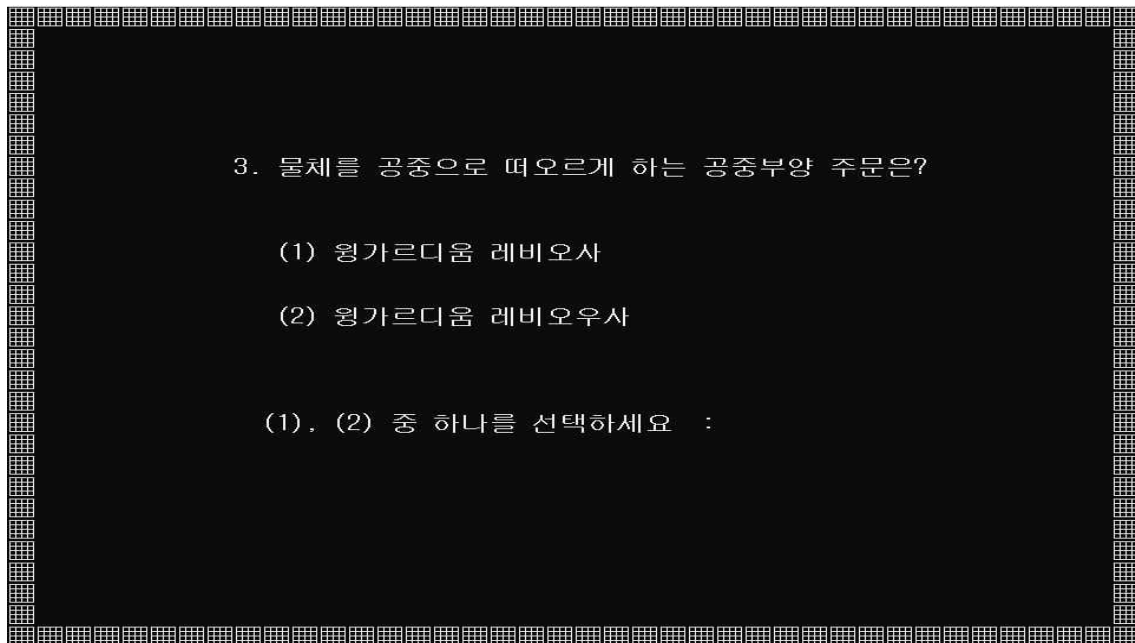 3. 물체를 공중으로 떠오르게 하는 공중부양 주문은?
(1) 윙가르디움 레비오사
(2) 윙가르디움 레비오우사
(1), (2) 중 하나를 선택하세요 :